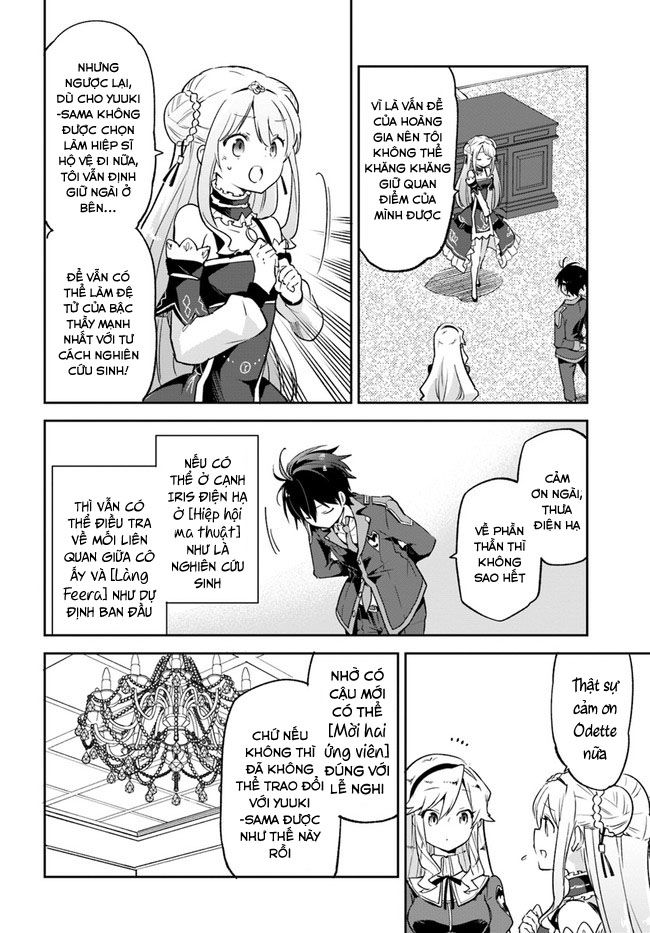 VÌ LÀ VẤN ĐỀ
CỦA HOÀNG
GIA NÊN TÔI
KHÔNG THỂ
KHĂNG KHĂNG
GIỮ QUAN
ĐIỂM CỦA
MÌNH ĐƯỢC
NHƯNG
NGƯỢC LẠI,
DÙ CHO YUUKI
-SAMA KHÔNG
ĐƯỢC CHỌN
LÀM HIỆP SĨ
HỘ VỆ ĐI NỮA,
TÔI VẪN ĐỊNH
GIỮ NGÀI Ở
BÊN...
ĐỂ VẪN CÓ
THỂ LÀM ĐỆ
TỬ CỦA BẬC
THẦY MẠNH
NHẤT VỚI TƯ
CÁCH NGHIÊN
CỨU SINH!
CẢM
ƠN NGÀI,
THƯA
ĐIỆN HẠ
VỀ PHẦN
THẦN THÌ
KHÔNG
SAO HẾT
NẾU CÓ
THỂ Ở CẠNH
IRIS ĐIỆN HẠ
Ở [Hiệp hội
ma thuật]
NHƯ LÀ
NGHIÊN CỨU
SINH
THÌ VẪN CÓ
THỂ ĐIỀU TRA
VỀ MỐI LIÊN
QUAN GIỮA CÔ
ẤY VÀ [Làng
Feera] NHƯ DỰ
ĐỊNH BAN ĐẦU
Thật sự
cảm ơn
Odette
nữa
NHỜ CÓ
CẬU MỚI CÓ
THỂ
[Mời hai
ứng viên]
ĐÚNG VỚI
LỄ NGHI
CHỨ NẾU
KHÔNG THÌ
ĐÃ KHÔNG
THỂ TRAO ĐỔI
VỚI YUUKI
-SAMA ĐƯỢC
NHƯ THẾ NÀY
RỒI